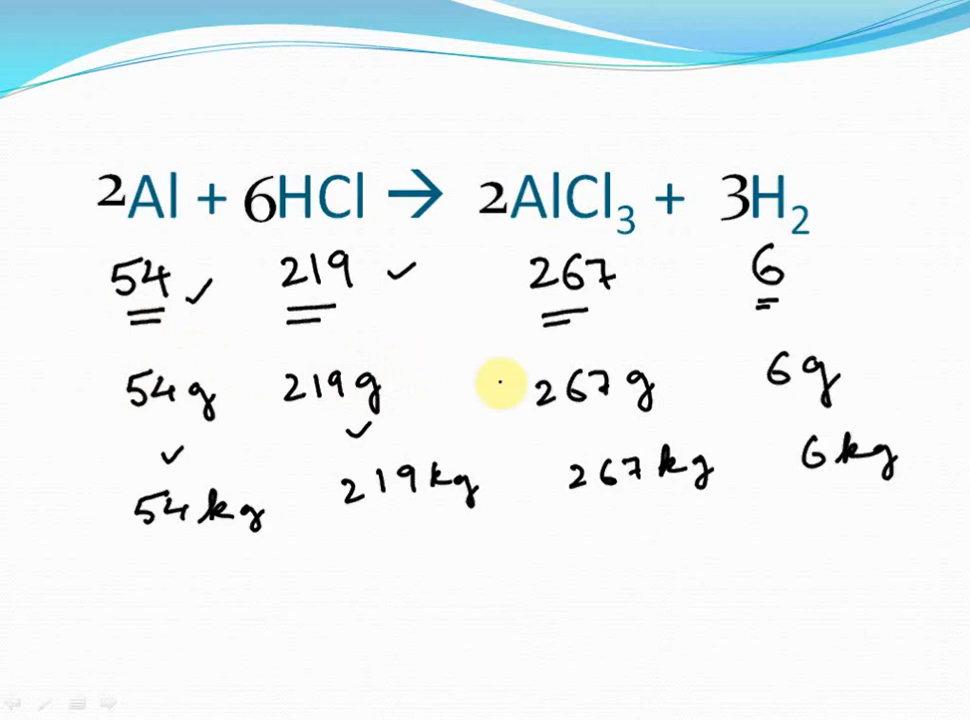 2Al + 6HCl → 2AlCl₃ + 3H₂
54 ✓ 219 ✓ 267 6
54g 219g 267g 6g
✓ ✓
54kg 219kg 267kg 6kg